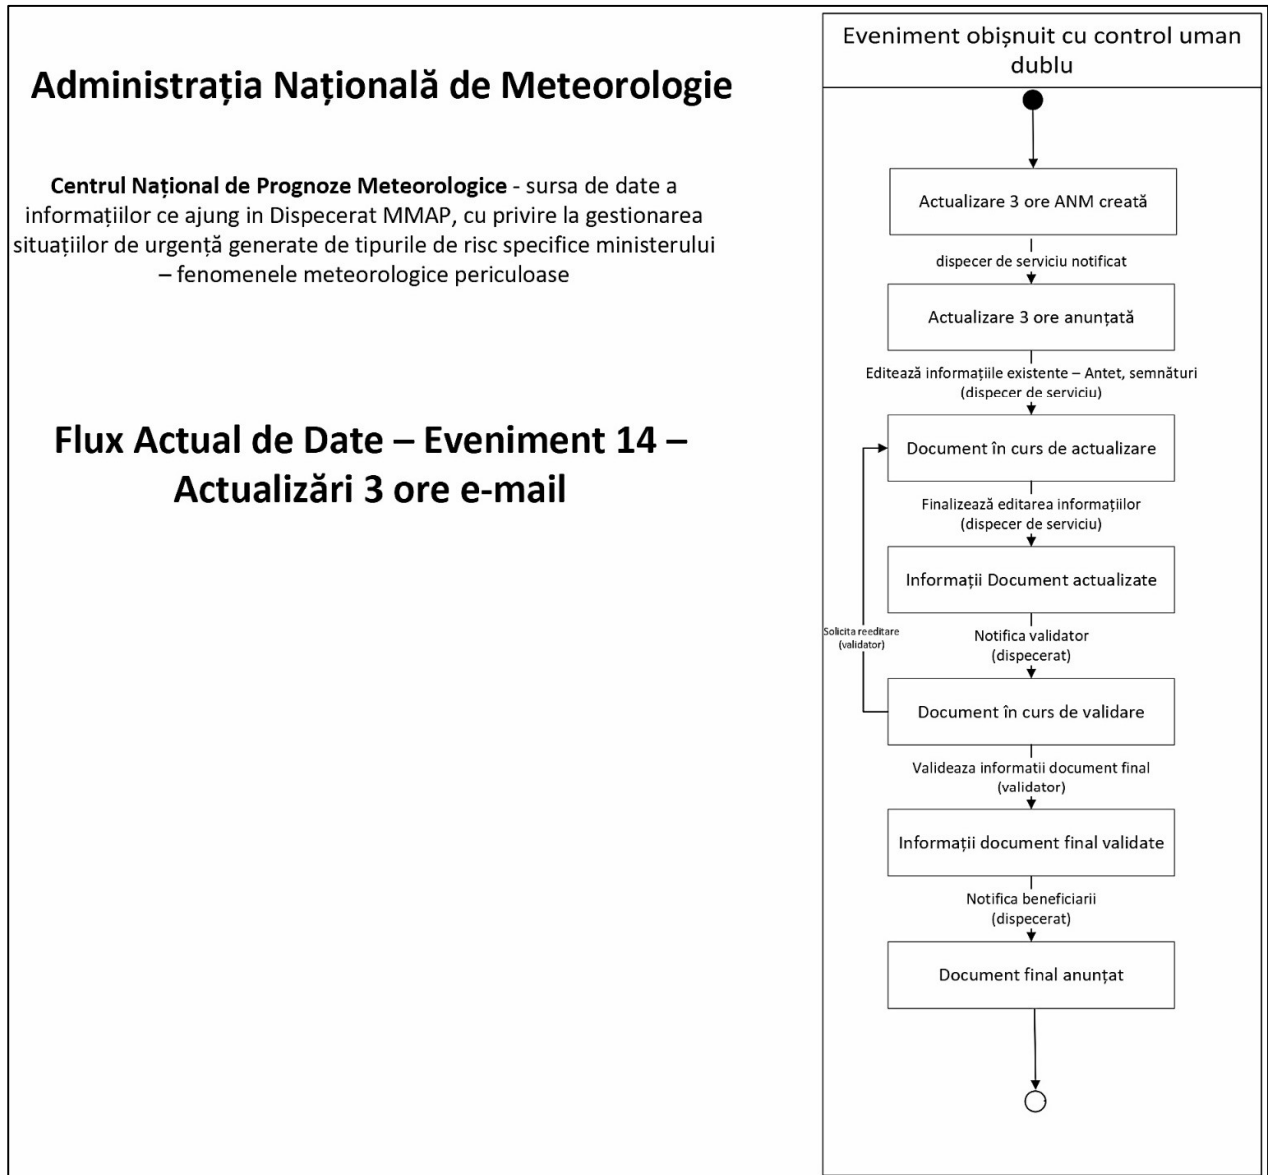 Administrația Națională de Meteorologie
Centrul Național de Prognoze Meteorologice - sursa de date a
informațiilor ce ajung in Dispecerat MMAP, cu privire la gestionarea
situațiilor de urgență generate de tipurile de risc specifice ministerului
– fenomenele meteorologice periculoase
Flux Actual de Date – Eveniment 14 –
Actualizări 3 ore e-mail
Eveniment obișnuit cu control uman
dublu
Actualizare 3 ore ANM creată
dispecer de serviciu notificat
Actualizare 3 ore anunțată
Editează informațiile existente – Antet, semnături
(dispecer de serviciu)
Document în curs de actualizare
Finalizează editarea informațiilor
(dispecer de serviciu)
Informații Document actualizate
Solicita reeditare
(validator)
Notifica validator
(dispecerat)
Document în curs de validare
Valideaza informatii document final
(validator)
Informații document final validate
Notifica beneficiarii
(dispecerat)
Document final anunțat